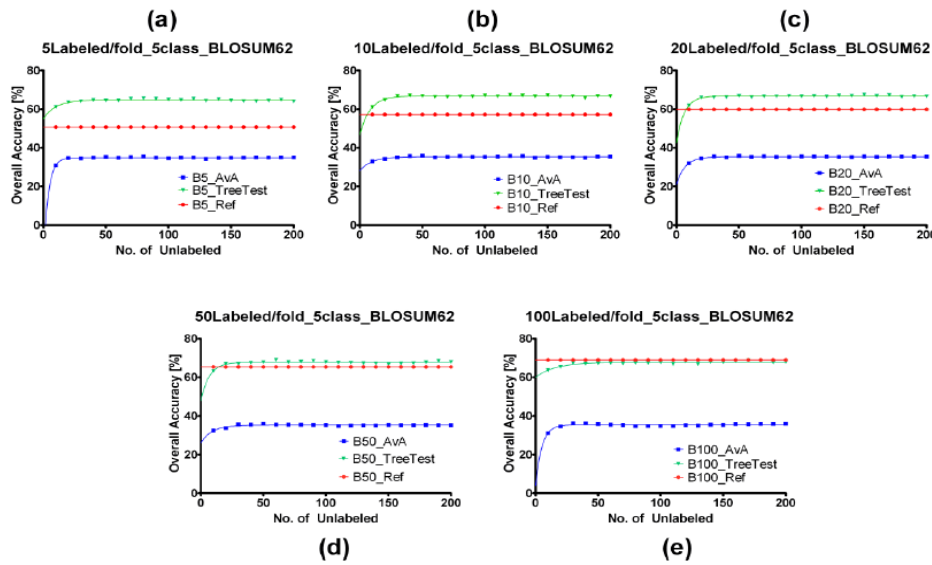 (a)
5Labeled/fold_5class_BLOSUM62
Overall Accuracy [%]
80
60
40
20
0
B5_AvA
B5_TreeTest
B5_Ref
0 50 100 150 200
No. of Unlabeled
(b)
10Labeled/fold_5class_BLOSUM62
Overall Accuracy [%]
80
60
40
20
0
B10_AvA
B10_TreeTest
B10_Ref
0 50 100 150 200
No. of Unlabeled
(c)
20Labeled/fold_5class_BLOSUM62
Overall Accuracy [%]
80
60
40
20
0
B20_AvA
B20_TreeTest
B20_Ref
0 50 100 150 200
No. of Unlabeled
50Labeled/fold_5class_BLOSUM62
Overall Accuracy [%]
80
60
40
20
0
B50_AvA
B50_TreeTest
B50_Ref
0 50 100 150 200
No. of Unlabeled
(d)
100Labeled/fold_5class_BLOSUM62
Overall Accuracy [%]
80
60
40
20
0
B100_AvA
B100_TreeTest
B100_Ref
0 50 100 150 200
No. of Unlabeled
(e)